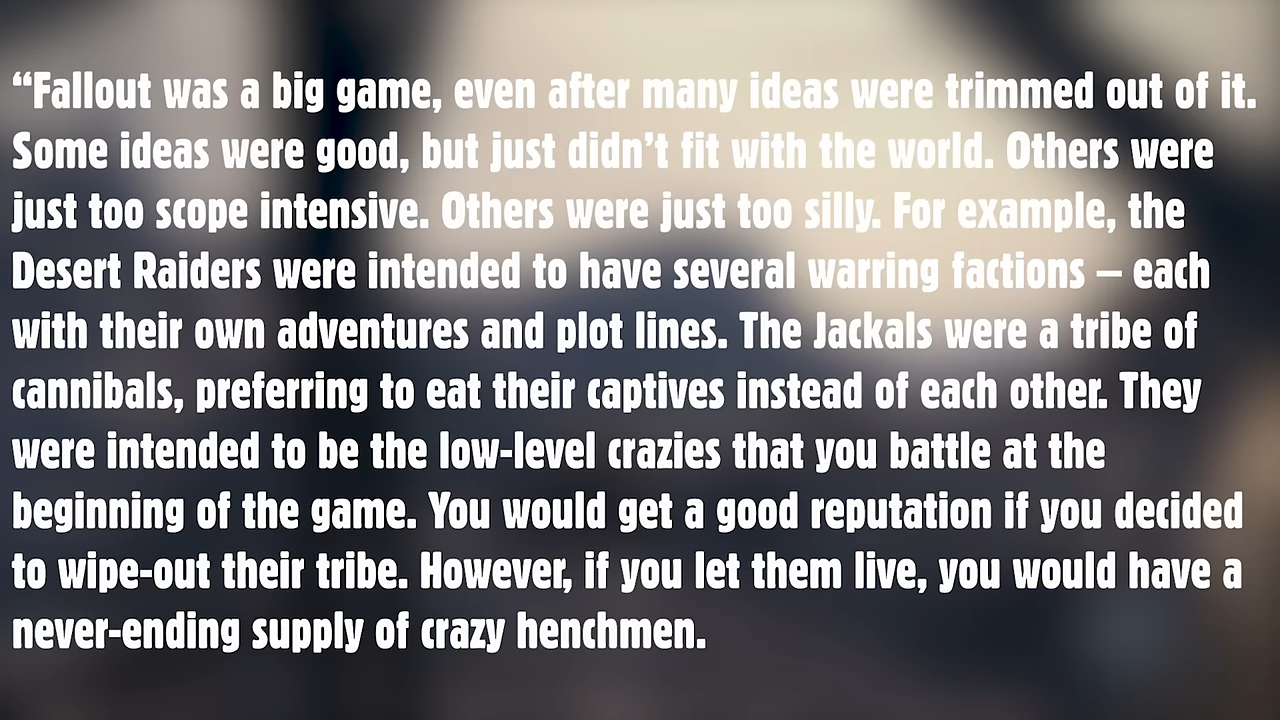 “Fallout was a big game, even after many ideas were trimmed out of it.
Some ideas were good, but just didn’t fit with the world. Others were
just too scope intensive. Others were just too silly. For example, the
Desert Raiders were intended to have several warring factions – each
with their own adventures and plot lines. The Jackals were a tribe of
cannibals, preferring to eat their captives instead of each other. They
were intended to be the low-level crazies that you battle at the
beginning of the game. You would get a good reputation if you decided
to wipe-out their tribe. However, if you let them live, you would have a
never-ending supply of crazy henchmen.